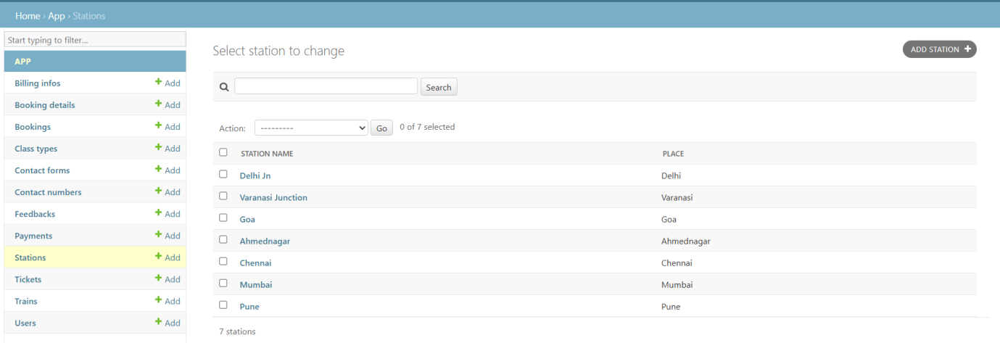 Home › App › Stations
Start typing to filter...
APP
Billing infos + Add
Booking details + Add
Bookings + Add
Class types + Add
Contact forms + Add
Contact numbers + Add
Feedbacks + Add
Payments + Add
Stations + Add
Tickets + Add
Trains + Add
Users + Add
Select station to change
ADD STATION +
Search
Action: --------- Go 0 of 7 selected
STATION NAME PLACE
Delhi Jn Delhi
Varanasi Junction Varanasi
Goa Goa
Ahmednagar Ahmednagar
Chennai Chennai
Mumbai Mumbai
Pune Pune
7 stations